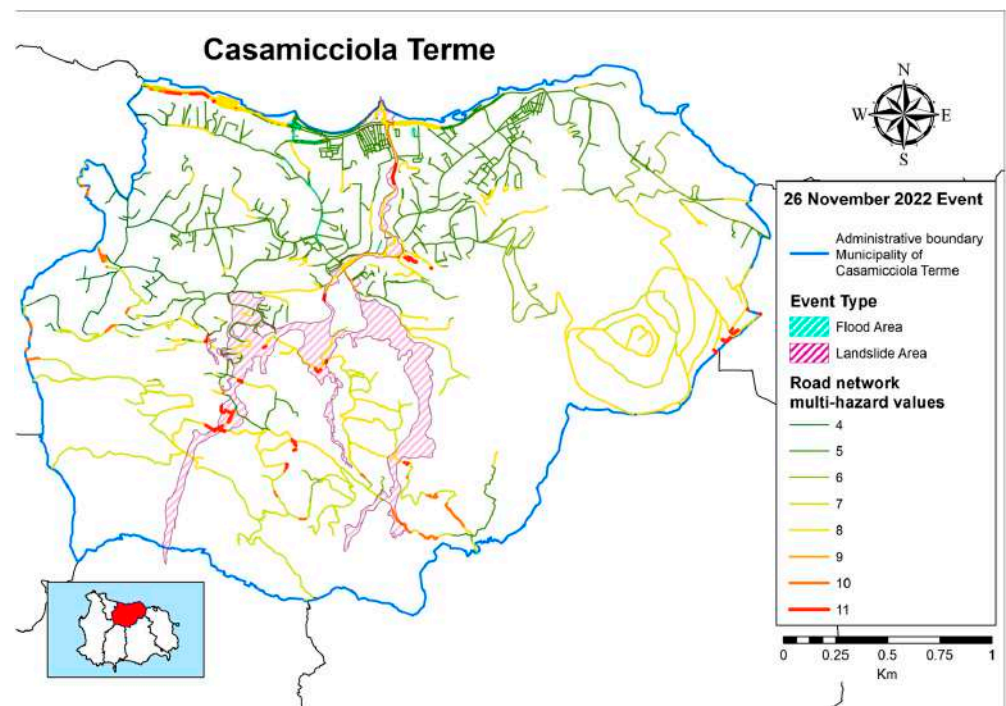 Casamicciola Terme
N
W
E
S
26 November 2022 Event
Administrative boundary
Municipality of
Casamicciola Terme
Event Type
Flood Area
Landslide Area
Road network
multi-hazard values
4
5
6
7
8
9
10
11
0 0.25 0.5 0.75 1
Km